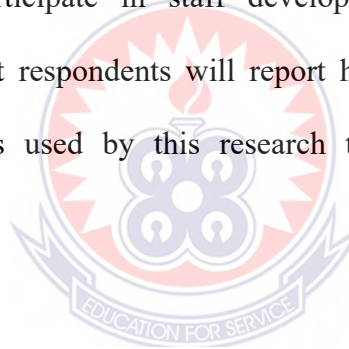 articipate in staff develop
t respondents will report h
s used by this research t
EDUCATION FOR SERVICE